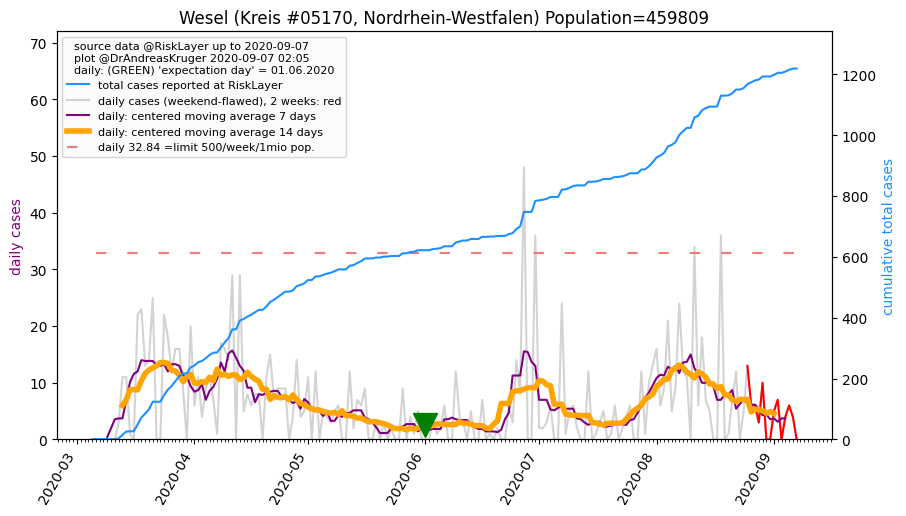 Wesel (Kreis #05170, Nordrhein-Westfalen) Population=459809
source data @RiskLayer up to 2020-09-07
plot @DrAndreasKruger 2020-09-07 02:05
daily: (GREEN) 'expectation day' = 01.06.2020
total cases reported at RiskLayer
daily cases (weekend-flawed), 2 weeks: red
daily: centered moving average 7 days
daily: centered moving average 14 days
daily 32.84 =limit 500/week/1mio pop.
daily cases
70
60
50
40
30
20
10
0
1200
1000
800
600
400
200
0
cumulative total cases
2020-03
2020-04
2020-05
2020-06
2020-07
2020-08
2020-09